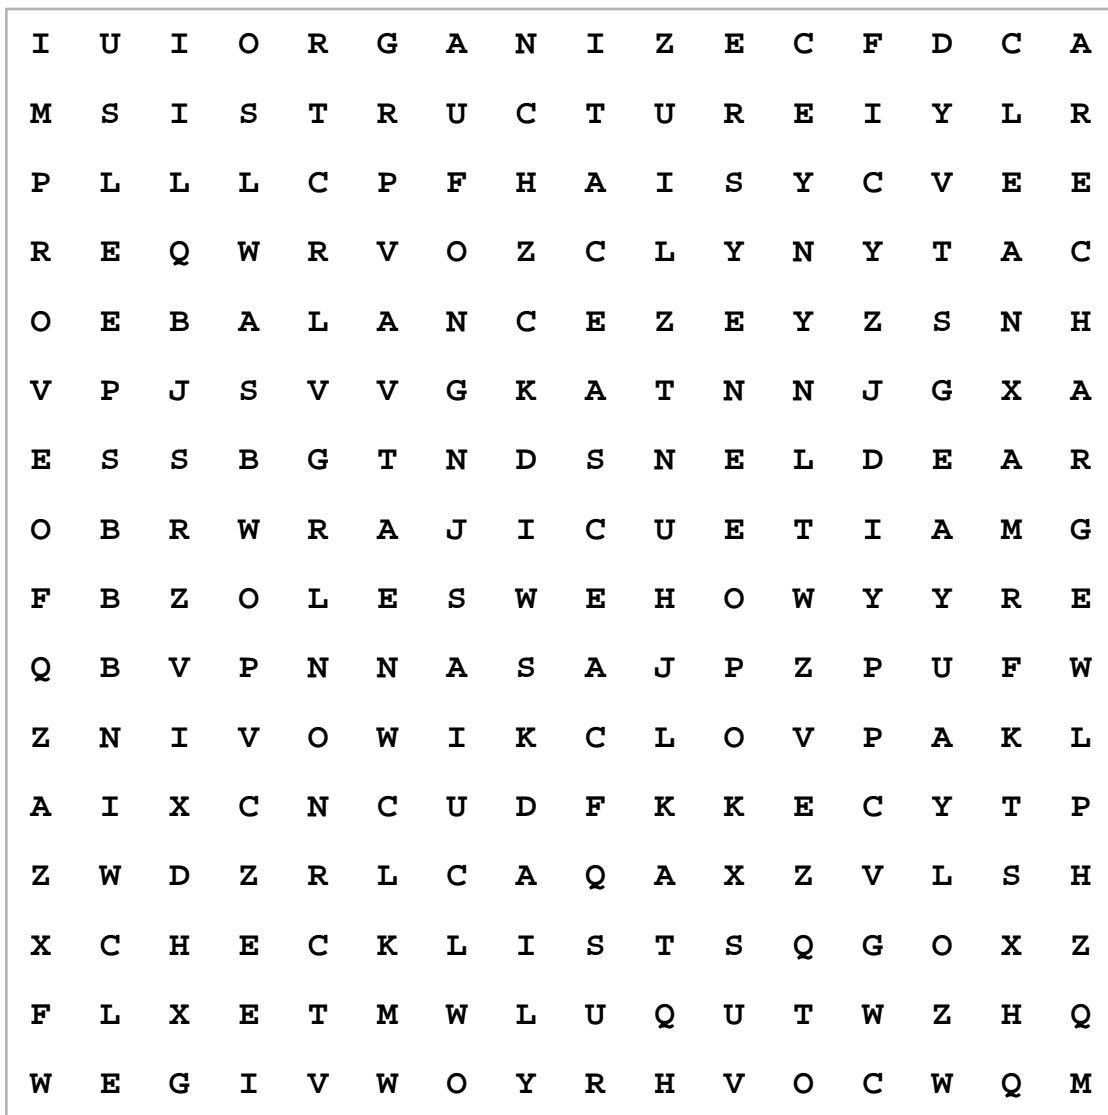 I U I O R G A N I Z E C F D C A
M S I S T R U C T U R E I Y L R
P L L L C P F H A I S Y C V E E
R E Q W R V O Z C L Y N Y T A C
O E B A L A N C E Z E Y Z S N H
V P J S V V G K A T N N J G X A
E S S B G T N D S N E L D E A R
O B R W R A J I C U E T I A M G
F B Z O L E S W E H O W Y Y R E
Q B V P N N A S A J P Z P U F W
Z N I V O W I K C L O V P A K L
A I X C N C U D F K K E C Y T P
Z W D Z R L C A Q A X Z V L S H
X C H E C K L I S T S Q G O X Z
F L X E T M W L U Q U T W Z H Q
W E G I V W O Y R H V O C W Q M